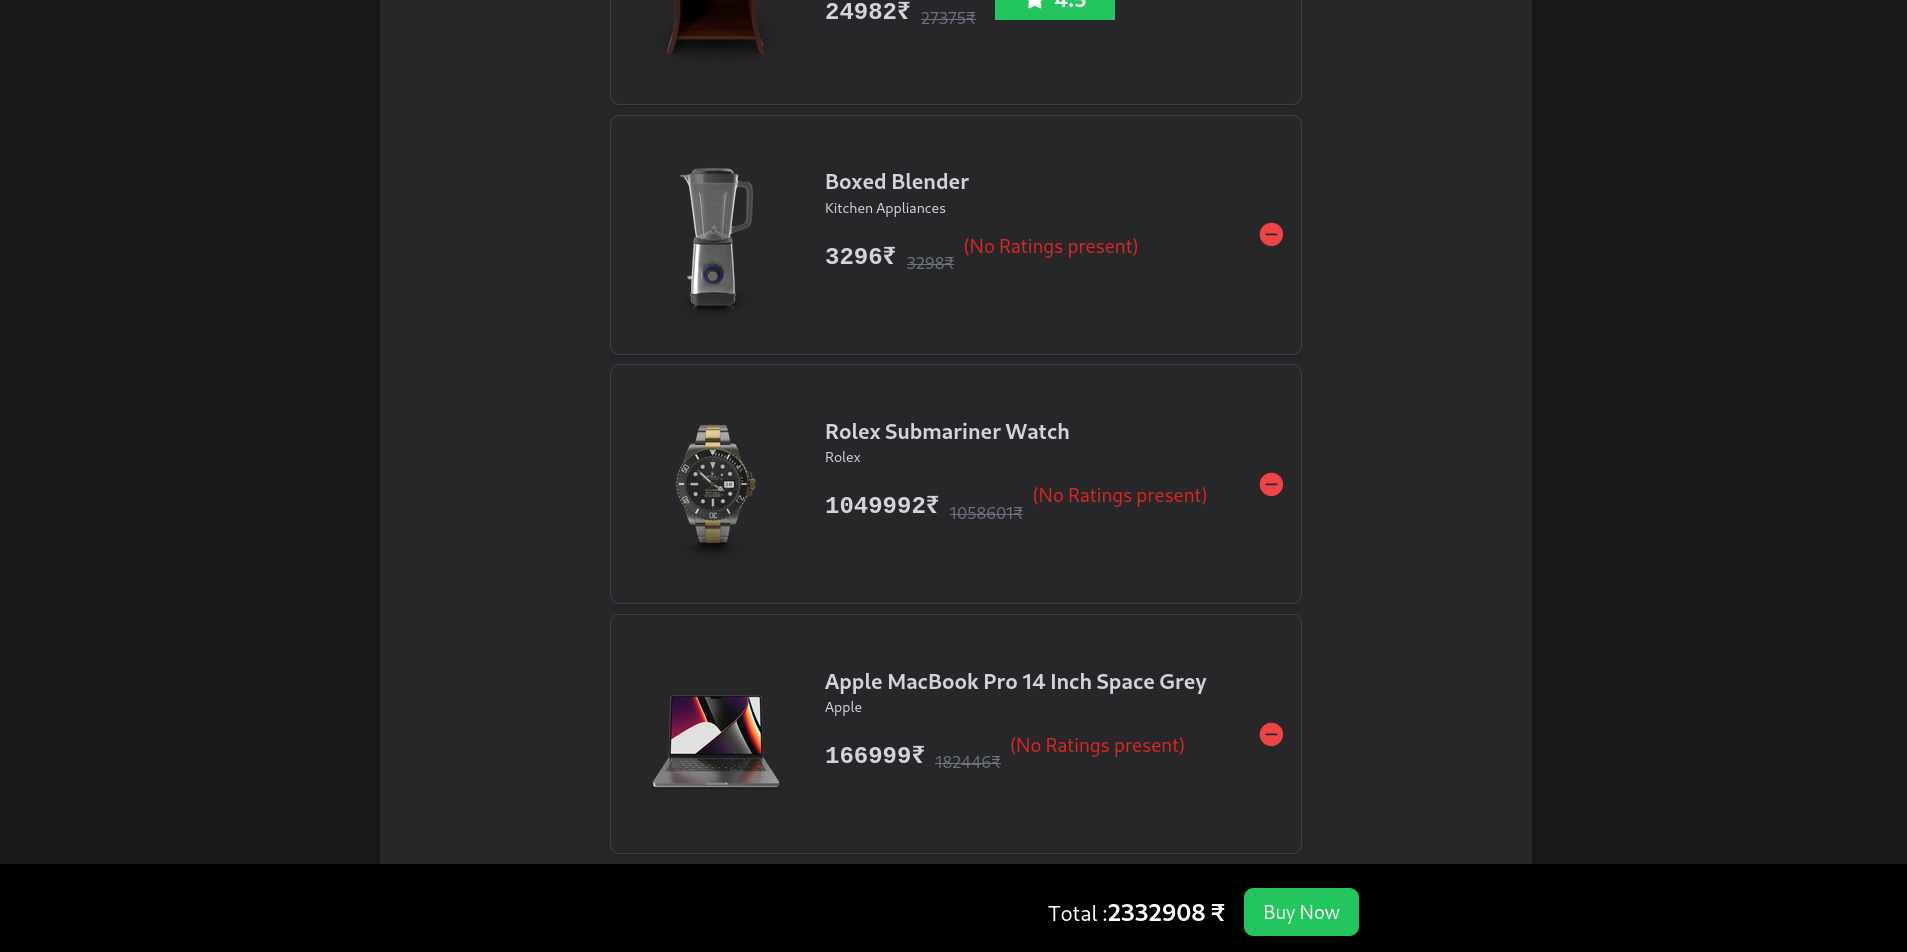 24982₹ 27375₹ 4.5
Boxed Blender
Kitchen Appliances
3296₹ 3298₹ (No Ratings present)
Rolex Submariner Watch
Rolex
1049992₹ 1058601₹ (No Ratings present)
Apple MacBook Pro 14 Inch Space Grey
Apple
166999₹ 182446₹ (No Ratings present)
Total :2332908 ₹ Buy Now